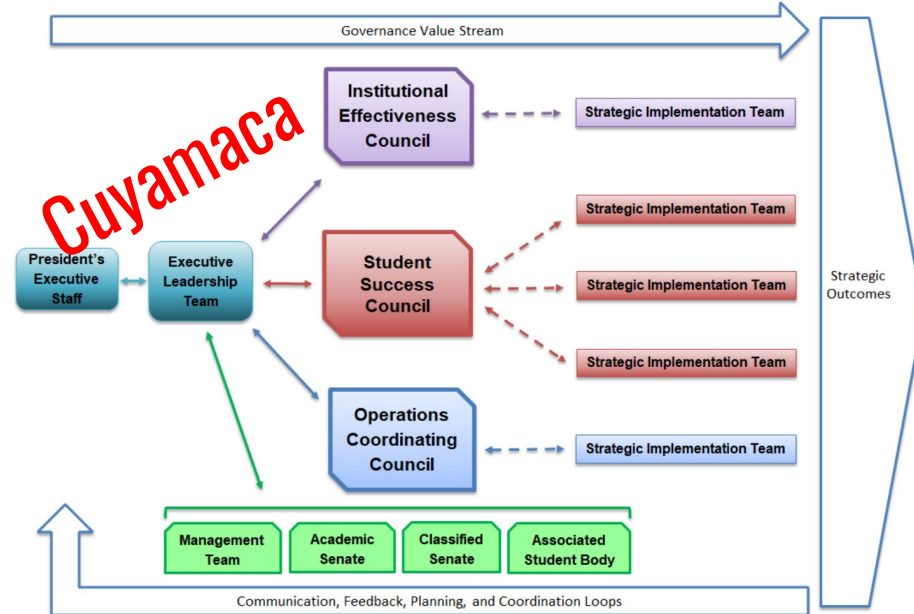 Governance Value Stream
Institutional
Effectiveness
Council
Strategic Implementation Team
Cuyamaca
Strategic Implementation Team
President's
Executive
Staff
Executive
Leadership
Team
Student
Success
Council
Strategic Implementation Team
Strategic
Outcomes
Strategic Implementation Team
Operations
Coordinating
Council
Strategic Implementation Team
Management
Team
Academic
Senate
Classified
Senate
Associated
Student Body
Communication, Feedback, Planning, and Coordination Loops